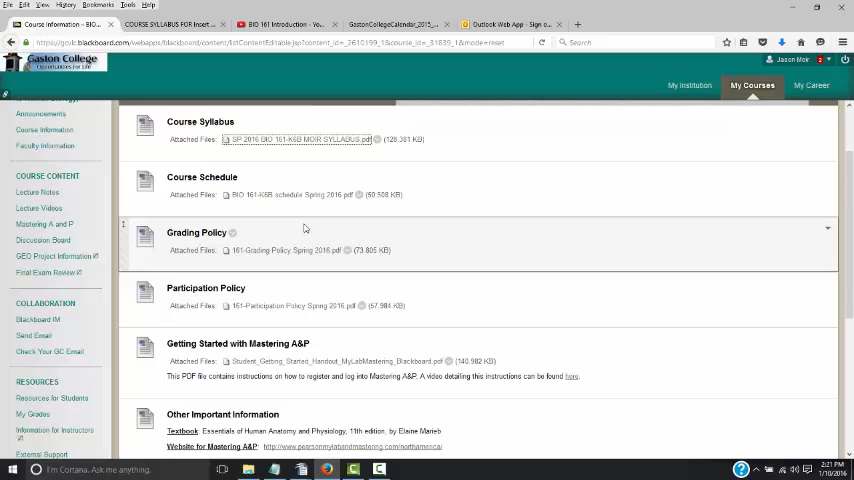 File Edit View History Bookmarks Tools Help
Course Information – BIO...
COURSE SYLLABUS FOR Insert ...
BIO 161 Introduction - You...
GastonCollegeCalendar_2015_...
Outlook Web App - Sign o...
https://gcvlc.blackboard.com/webapps/blackboard/content/listContentEditable.jsp?content_id=_2610199_1&course_id=_31839_1&mode=reset
Search
Gaston College
Opportunities For Life
Jason Moir 2
My Institution My Courses My Career
Announcements
Course Information
Faculty Information
COURSE CONTENT
Lecture Notes
Lecture Videos
Mastering A and P
Discussion Board
GEO Project Information
Final Exam Review
COLLABORATION
Blackboard IM
Send Email
Check Your GC Email
RESOURCES
Resources for Students
My Grades
Information for Instructors
External Support
Course Syllabus
Attached Files: SP 2016 BIO 161-K6B MOIR SYLLABUS.pdf (128.381 KB)
Course Schedule
Attached Files: BIO 161-K6B schedule Spring 2016.pdf (50.508 KB)
Grading Policy
Attached Files: 161-Grading Policy Spring 2016.pdf (73.805 KB)
Participation Policy
Attached Files: 161-Participation Policy Spring 2016.pdf (57.984 KB)
Getting Started with Mastering A&P
Attached Files: Student_Getting_Started_Handout_MyLabMastering_Blackboard.pdf (140.982 KB)
This PDF file contains instructions on how to register and log into Mastering A&P. A video detailing this instructions can be found here.
Other Important Information
Textbook: Essentials of Human Anatomy and Physiology, 11th edition, by Elaine Marieb
Website for Mastering A&P: http://www.pearsonmylabandmastering.com/northamerica/
I'm Cortana. Ask me anything.
2:21 PM
1/10/2016